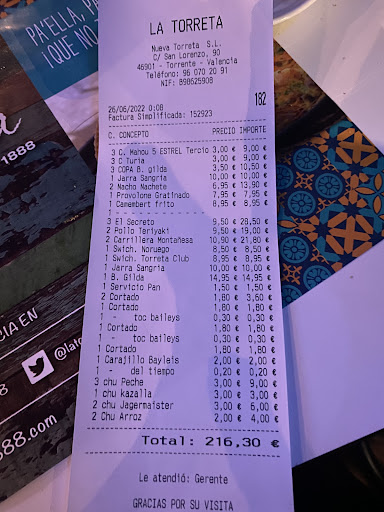 PA'ELLA, PA
¡QUE NO
a
1888
CIA EN
@lato
8
888.com
LA TORRETA
Nueva Torreta S.L.
C/ San Lorenzo, 90
46901 - Torrente - Valencia
Teléfono: 96 070 20 91
NIF: B90625908
182
26/06/2022 0:08
Factura Simplificada: 152923
C. CONCEPTO PRECIO IMPORTE
3 Q. Mahou 5 ESTREL Tercio 3,00 € 9,00 €
3 C Turia 3,00 € 9,00 €
3 COPA B. gilda 3,50 € 10,50 €
1 Jarra Sangria 10,00 € 10,00 €
2 Nacho Machete 6,95 € 13,90 €
1 Provolone Gratinado 7,95 € 7,95 €
1 Camembert frito 8,95 € 8,95 €
1 - - - - - - - - -
3 El Secreto 9,50 € 28,50 €
2 Pollo Teriyaki 9,50 € 19,00 €
2 Carrillera Montañesa 10,90 € 21,80 €
1 Swich. Noruego 8,50 € 8,50 €
1 Swich. Torreta Club 8,95 € 8,95 €
1 Jarra Sangria 10,00 € 10,00 €
1 B. Gilda 14,95 € 14,95 €
1 Servicio Pan 1,50 € 1,50 €
2 Cortado 1,80 € 3,60 €
1 Cortado 1,80 € 1,80 €
1 - toc baileys 0,30 € 0,30 €
1 Cortado 1,80 € 1,80 €
1 - toc baileys 0,30 € 0,30 €
1 Cortado 1,80 € 1,80 €
1 Carajillo Bayleis 2,00 € 2,00 €
1 - del tiempo 0,20 € 0,20 €
3 chu Peche 3,00 € 9,00 €
1 chu kazalla 3,00 € 3,00 €
2 chu Jagermaister 3,00 € 6,00 €
2 Chu Arroz 2,00 € 4,00 €
Total: 216,30 €
Le atendió: Gerente
GRACIAS POR SU VISITA